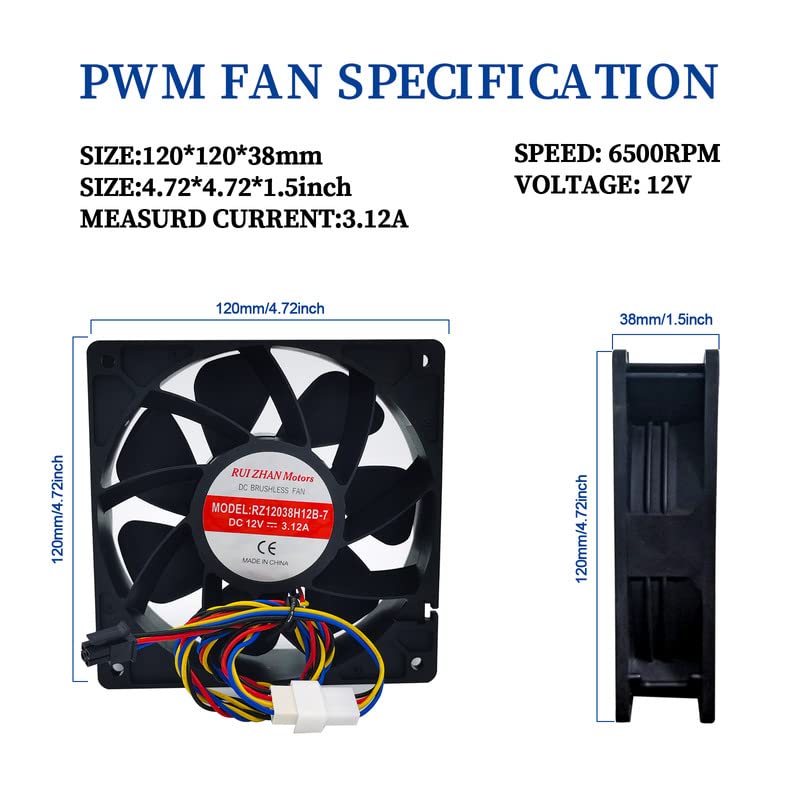 PWM FAN SPECIFICATION
SIZE:120*120*38mm
SIZE:4.72*4.72*1.5inch
MEASURD CURRENT:3.12A
SPEED: 6500RPM
VOLTAGE: 12V
120mm/4.72inch
38mm/1.5inch
120mm/4.72inch
120mm/4.72inch
RUI ZHAN Motors
DC BRUSHLESS FAN
MODEL:RZ12038H12B-7
DC 12V ⎓ 3.12A
CE
MADE IN CHINA